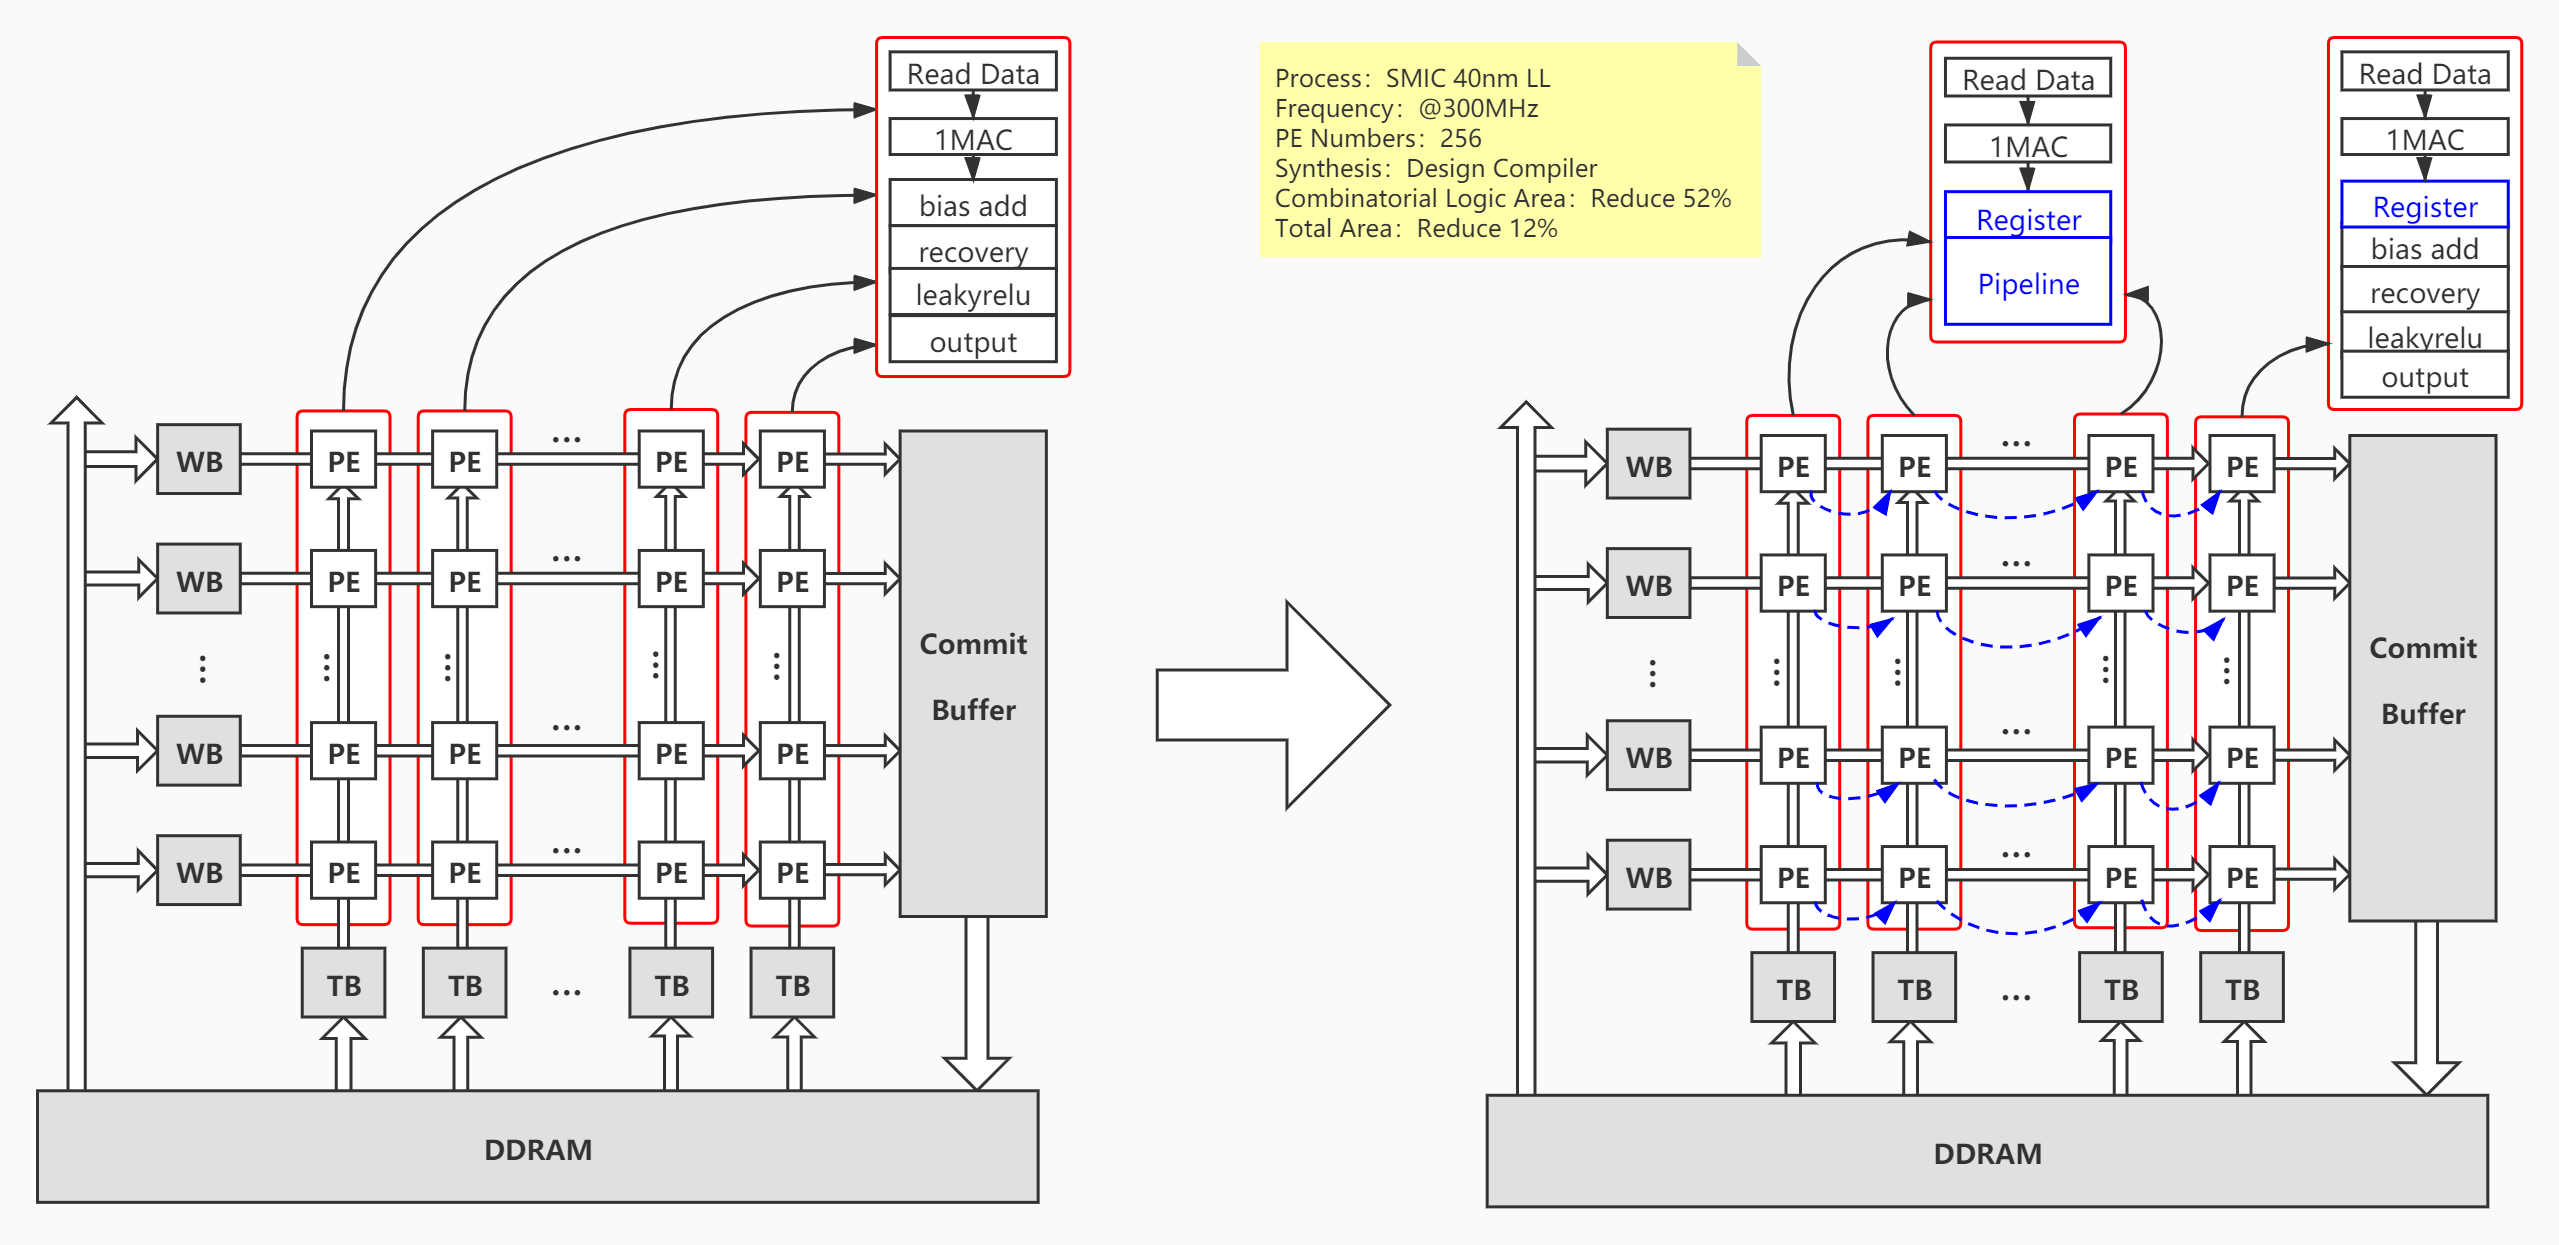 Read Data
1MAC
bias add
recovery
leakyrelu
output
Process: SMIC 40nm LL
Frequency: @300MHz
PE Numbers: 256
Synthesis: Design Compiler
Combinatorial Logic Area: Reduce 52%
Total Area: Reduce 12%
Read Data
1MAC
Register
Pipeline
Read Data
1MAC
Register
bias add
recovery
leakyrelu
output
WB PE PE ... PE PE
WB PE PE ... PE PE
... ... ... ... ...
WB PE PE ... PE PE
WB PE PE ... PE PE
Commit
Buffer
TB TB ... TB TB
DDRAM
WB PE PE ... PE PE
WB PE PE ... PE PE
... ... ... ... ...
WB PE PE ... PE PE
WB PE PE ... PE PE
Commit
Buffer
TB TB ... TB TB
DDRAM